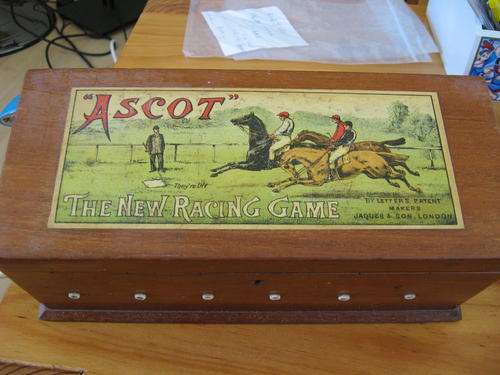 "ASCOT"
They're Off
THE NEW RACING GAME
BY LETTERS PATENT
MAKERS
JAQUES & SON, LONDON